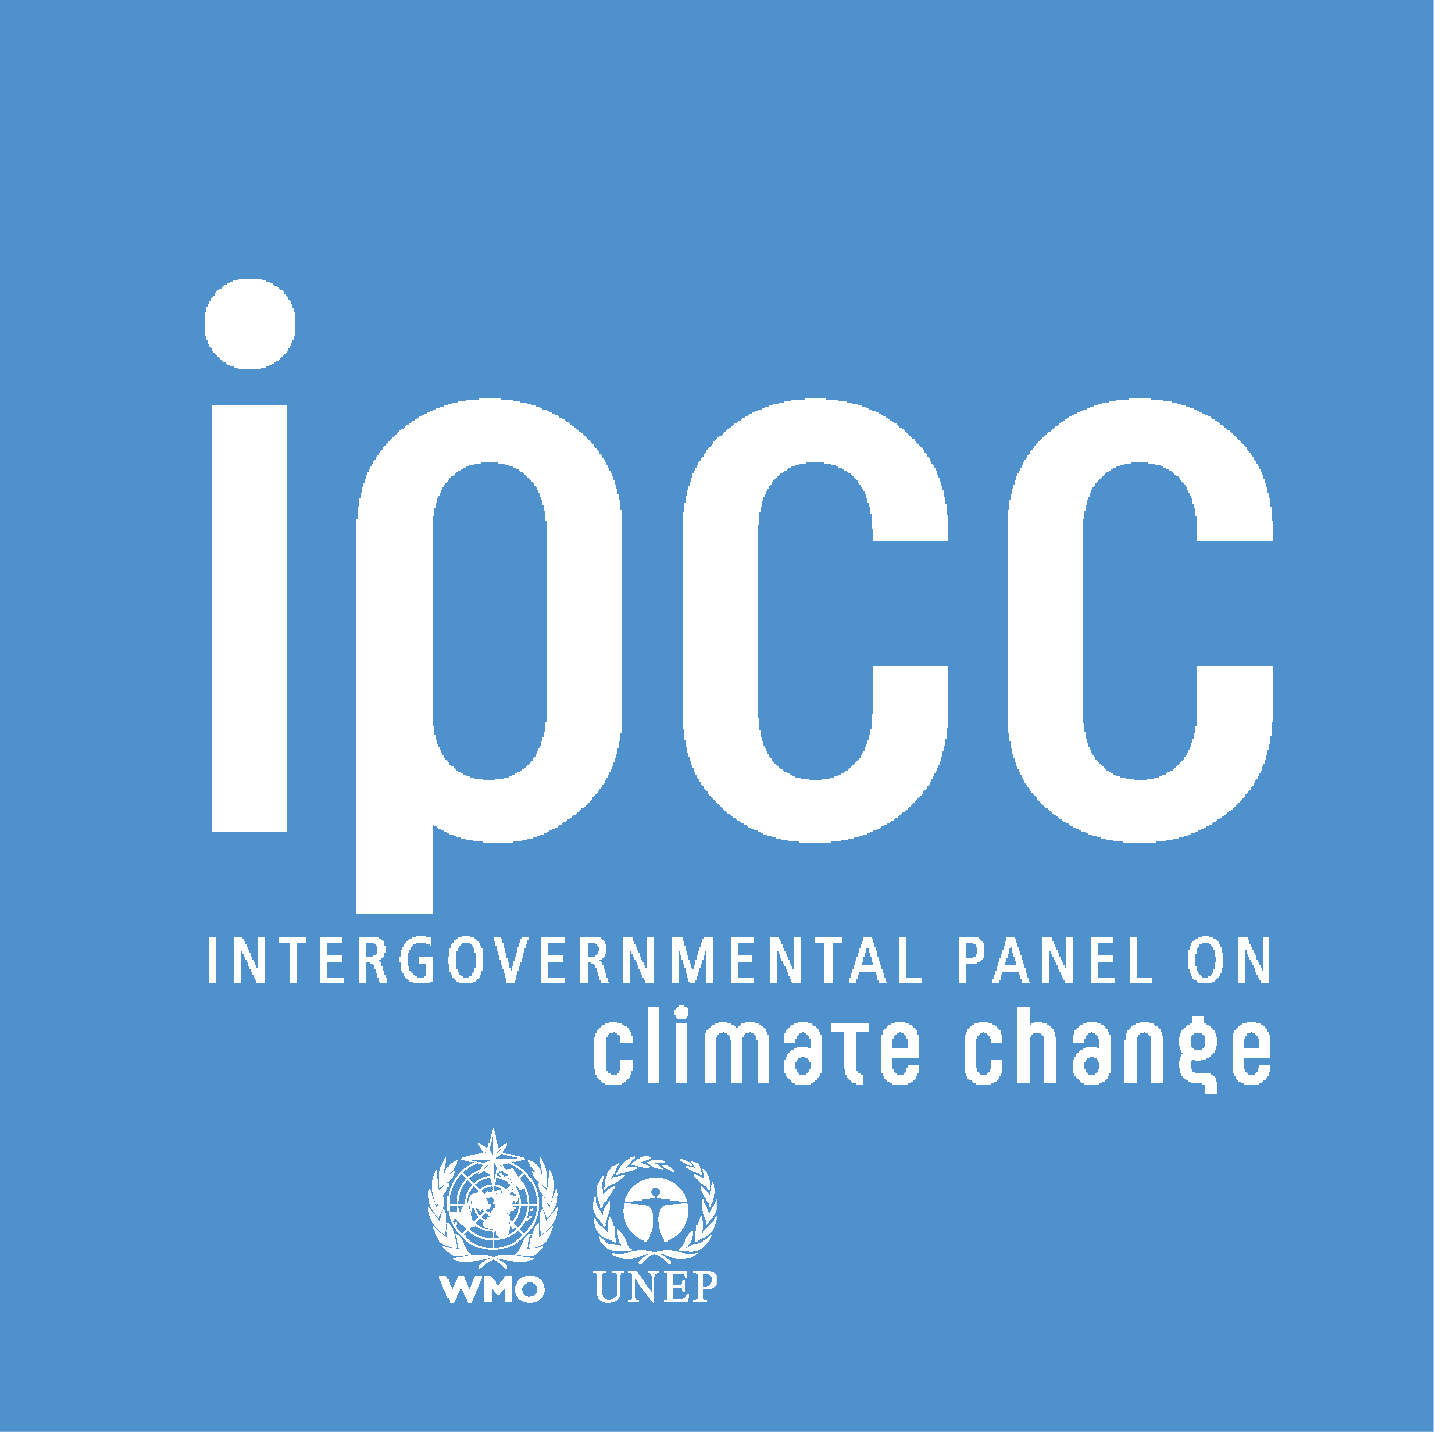 ipcc
INTERGOVERNMENTAL PANEL ON
climate change
WMO UNEP